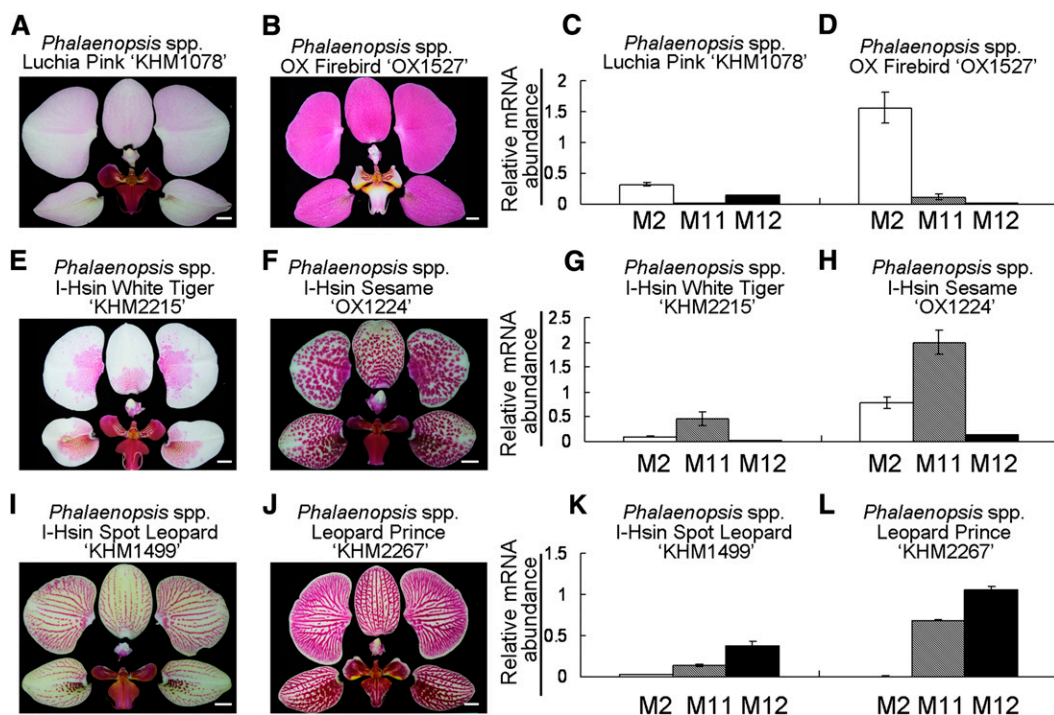 A
Phalaenopsis spp.
Luchia Pink ‘KHM1078’
B
Phalaenopsis spp.
OX Firebird ‘OX1527’
C
Phalaenopsis spp.
Luchia Pink ‘KHM1078’
D
Phalaenopsis spp.
OX Firebird ‘OX1527’
Relative mRNA
abundance
2
1.5
1
0.5
0
M2 M11 M12
M2 M11 M12
E
Phalaenopsis spp.
I-Hsin White Tiger
‘KHM2215’
F
Phalaenopsis spp.
I-Hsin Sesame
‘OX1224’
G
Phalaenopsis spp.
I-Hsin White Tiger
‘KHM2215’
H
Phalaenopsis spp.
I-Hsin Sesame
‘OX1224’
Relative mRNA
abundance
2.5
2
1.5
1
0.5
0
M2 M11 M12
M2 M11 M12
I
Phalaenopsis spp.
I-Hsin Spot Leopard
‘KHM1499’
J
Phalaenopsis spp.
Leopard Prince
‘KHM2267’
K
Phalaenopsis spp.
I-Hsin Spot Leopard
‘KHM1499’
L
Phalaenopsis spp.
Leopard Prince
‘KHM2267’
Relative mRNA
abundance
1.5
1
0.5
0
M2 M11 M12
M2 M11 M12